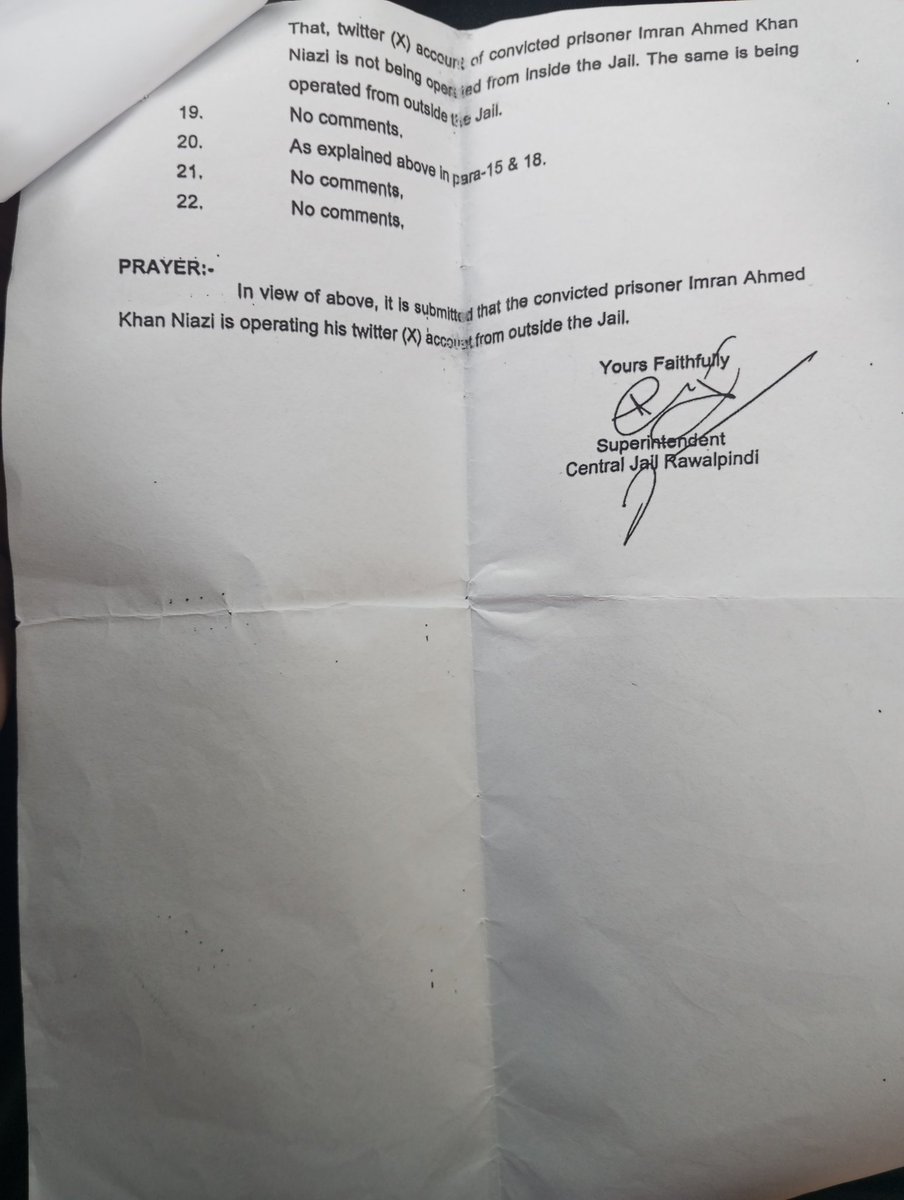 That, twitter (X) account of convicted prisoner Imran Ahmed Khan
Niazi is not being operated from inside the Jail. The same is being
operated from outside the Jail.
19. No comments,
20. As explained above in para-15 & 18.
21. No comments,
22. No comments,
PRAYER:-
In view of above, it is submitted that the convicted prisoner Imran Ahmed
Khan Niazi is operating his twitter (X) account from outside the Jail.
Yours Faithfully
Superintendent
Central Jail Rawalpindi